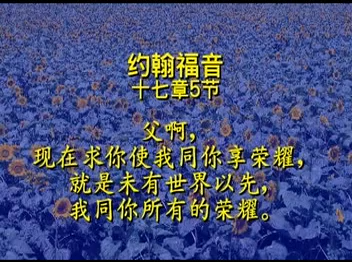 约翰福音
十七章5节
父啊，
现在求你使我同你享荣耀，
就是未有世界以先，
我同你所有的荣耀。